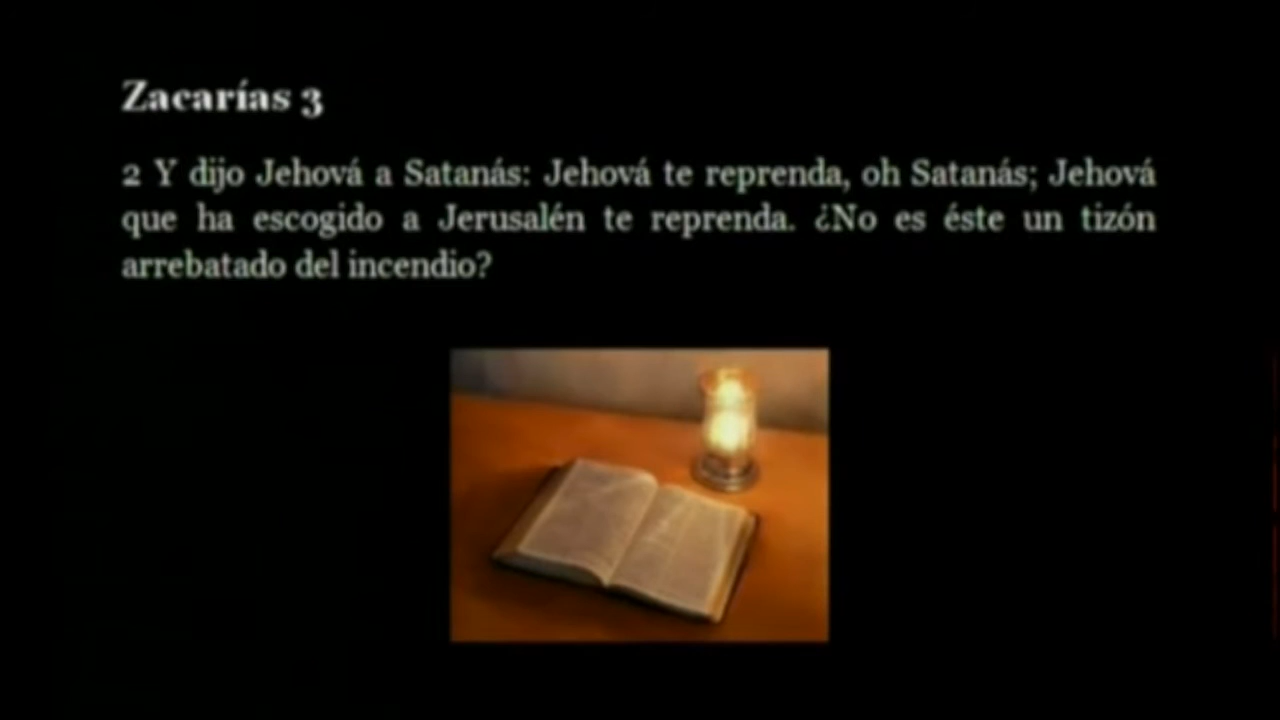 Zacarías 3
2 Y dijo Jehová a Satanás: Jehová te reprenda, oh Satanás; Jehová
que ha escogido a Jerusalén te reprenda. ¿No es éste un tizón
arrebatado del incendio?